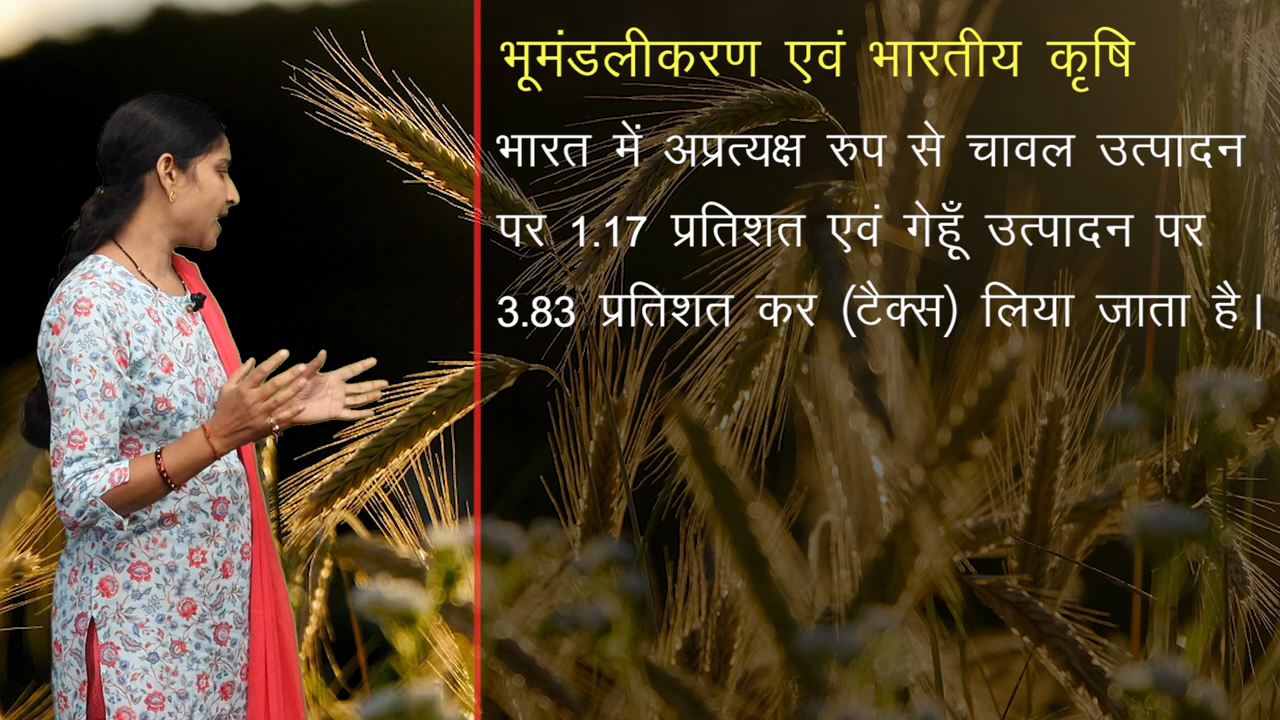 भूमंडलीकरण एवं भारतीय कृषि
भारत में अप्रत्यक्ष रुप से चावल उत्पादन
पर 1.17 प्रतिशत एवं गेहूँ उत्पादन पर
3.83 प्रतिशत कर (टैक्स) लिया जाता है।